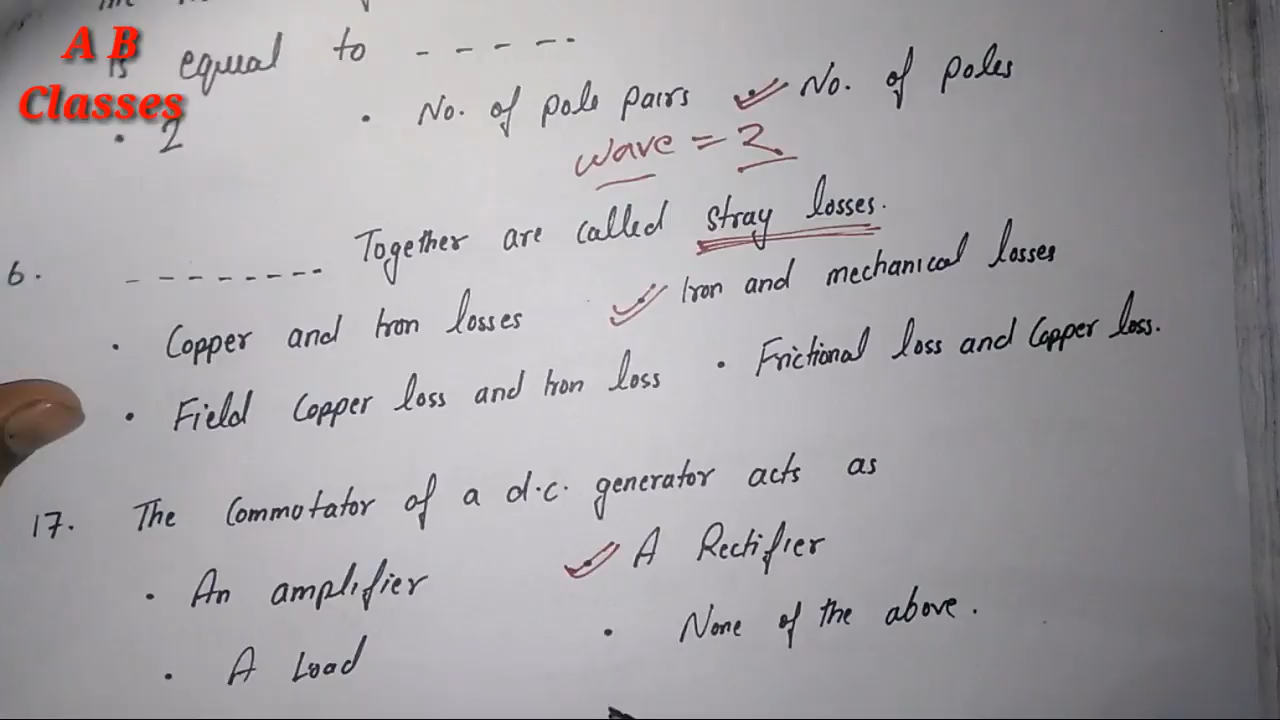 A B
Classes
is equal to - - - - -.
• 2 • No. of pole pairs • No. of poles
wave = 2
6. - - - - - - - - Together are called stray losses.
• Copper and Iron losses • Iron and mechanical losses
• Field Copper loss and Iron loss • Frictional loss and Copper loss.
17. The Commutator of a d.c. generator acts as
• An amplifier • A Rectifier
• A Load • None of the above.